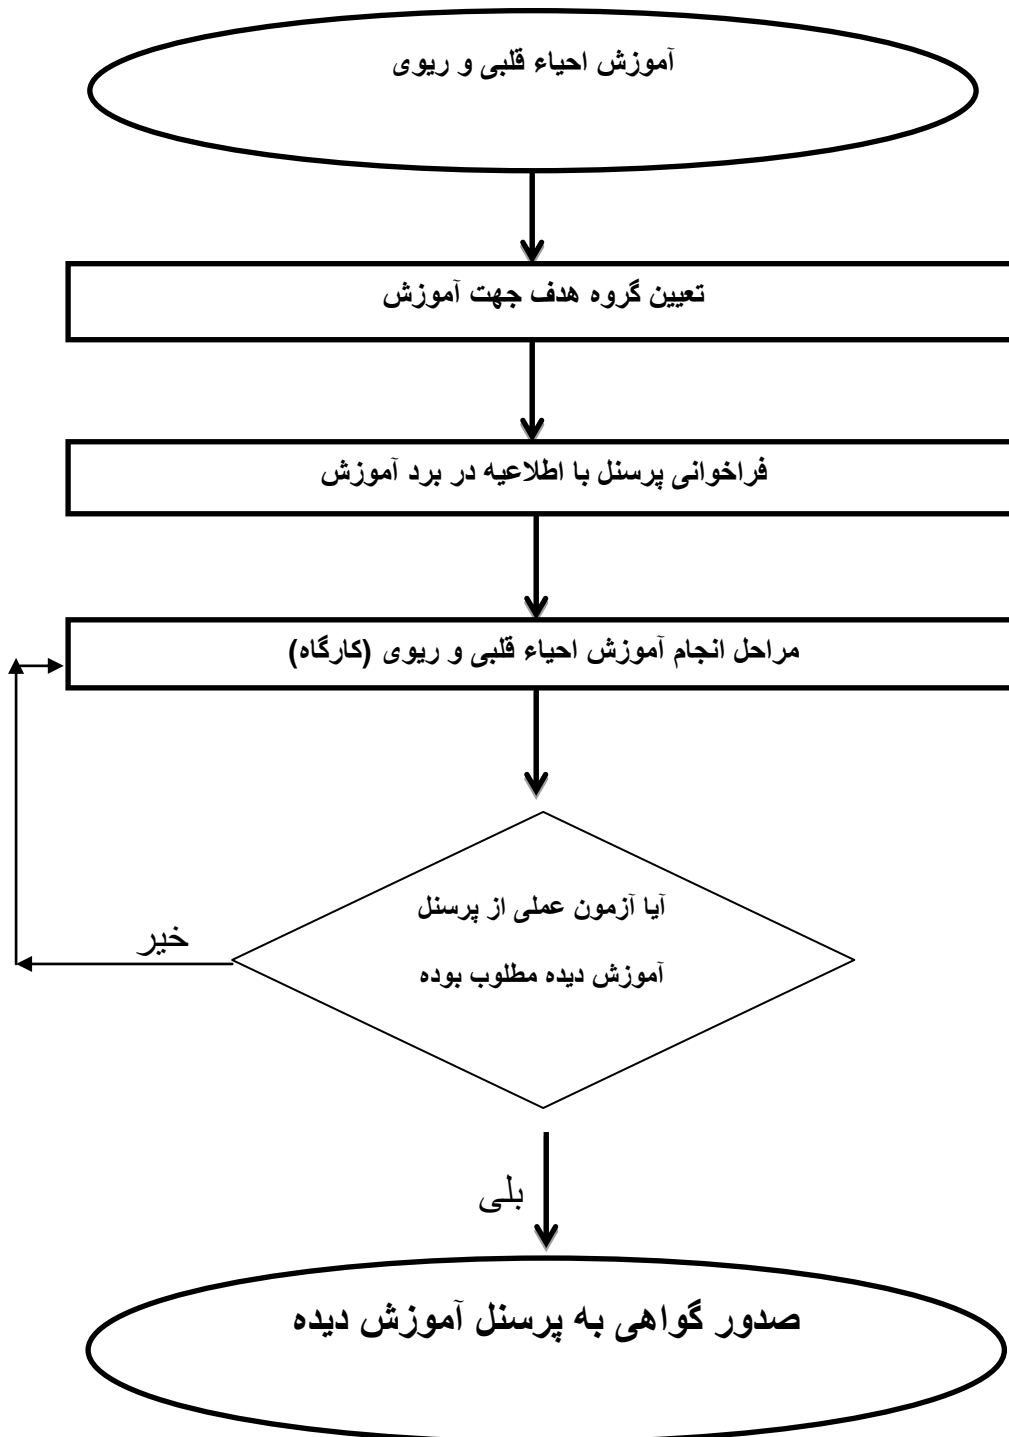 آموزش احیاء قلبی و ریوی
تعیین گروه هدف جهت آموزش
فراخوانی پرسنل با اطلاعیه در برد آموزش
مراحل انجام آموزش احیاء قلبی و ریوی (کارگاه)
آیا آزمون عملی از پرسنل
آموزش دیده مطلوب بوده
خیر
بلی
صدور گواهی به پرسنل آموزش دیده